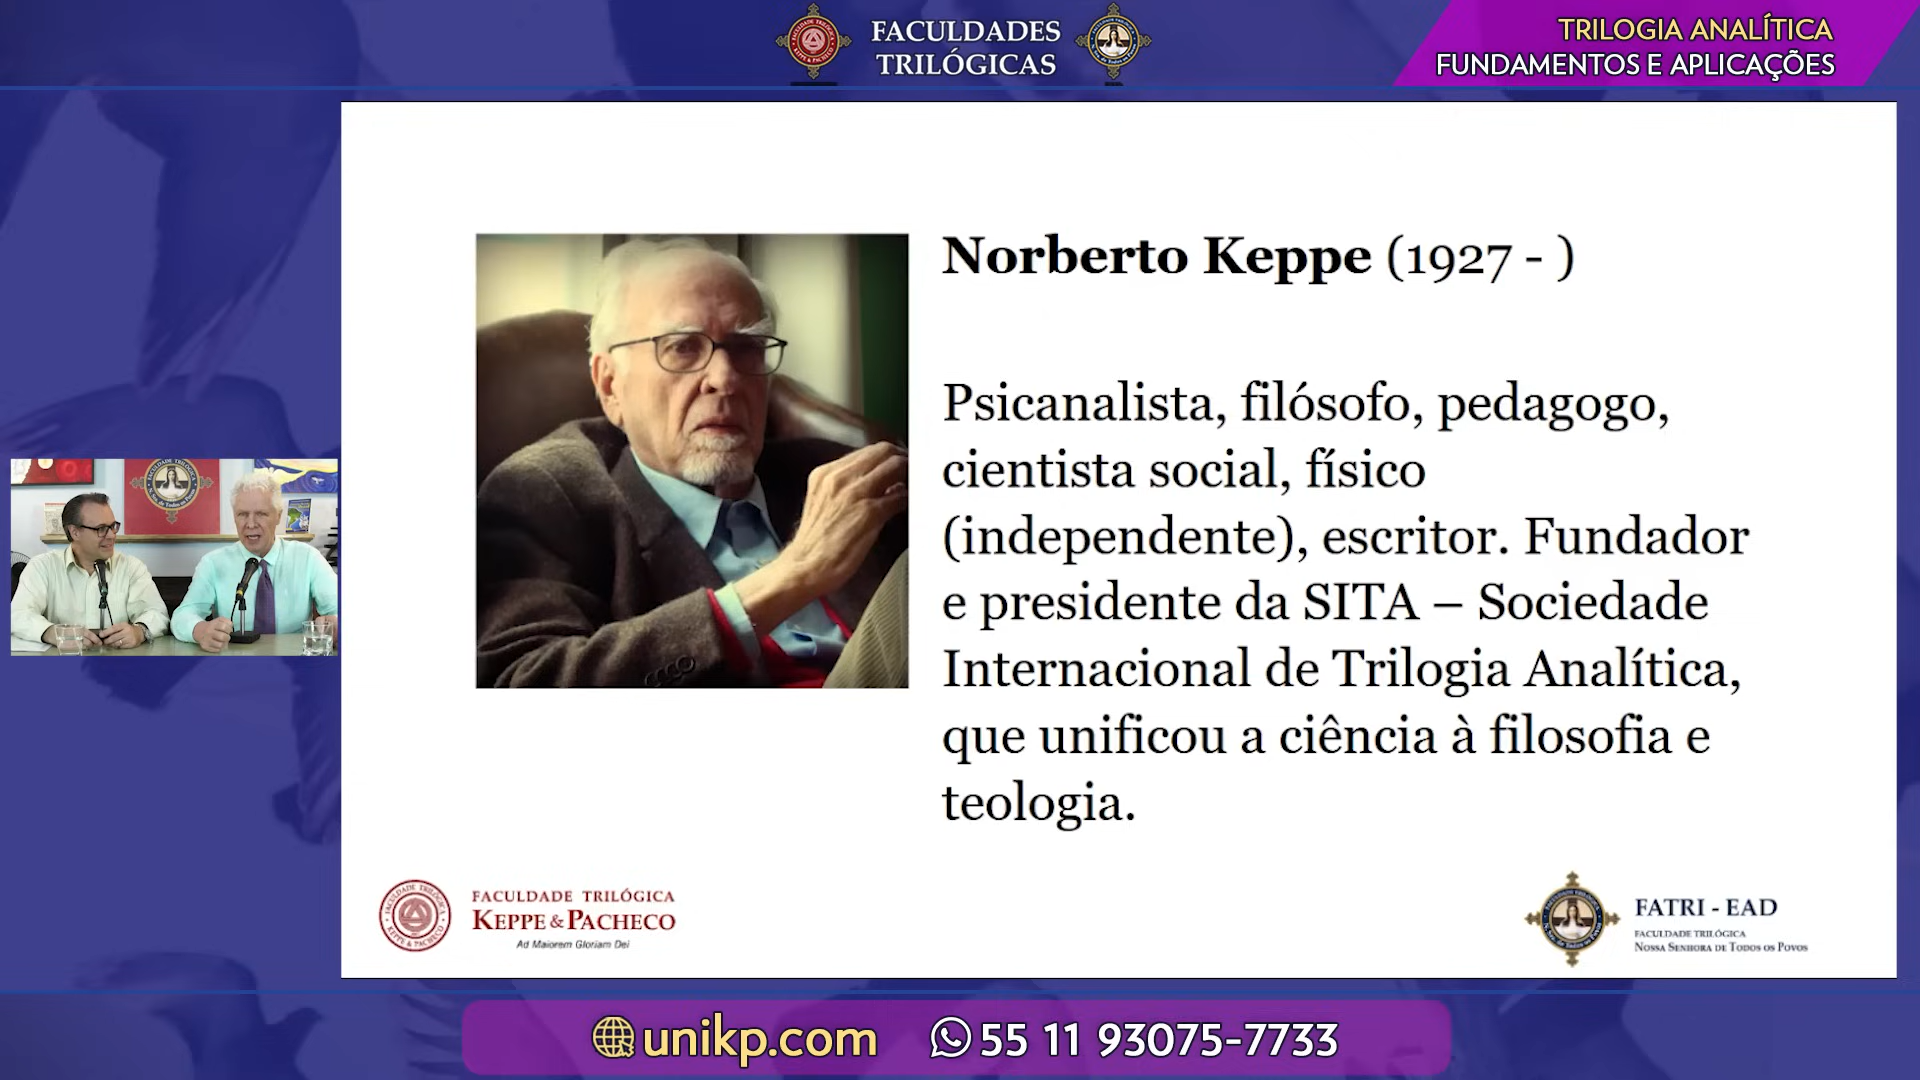 FACULDADES
TRILÓGICAS
TRILOGIA ANALÍTICA
FUNDAMENTOS E APLICAÇÕES
Norberto Keppe (1927 - )
Psicanalista, filósofo, pedagogo,
cientista social, físico
(independente), escritor. Fundador
e presidente da SITA – Sociedade
Internacional de Trilogia Analítica,
que unificou a ciência à filosofia e
teologia.
FACULDADE TRILÓGICA
KEPPE & PACHECO
Ad Maiorem Gloriam Dei
FATRI - EAD
FACULDADE TRILÓGICA
NOSSA SENHORA DE TODOS OS POVOS
unikp.com
55 11 93075-7733